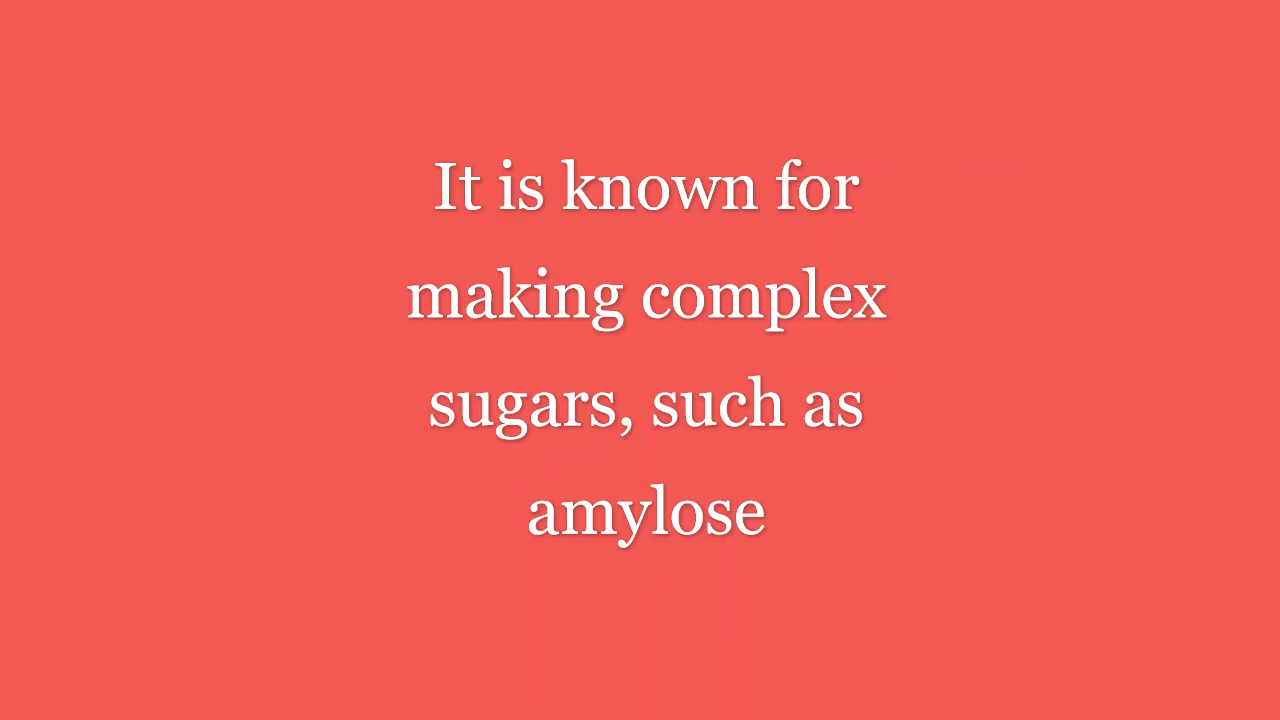 It is known for
making complex
sugars, such as
amylose